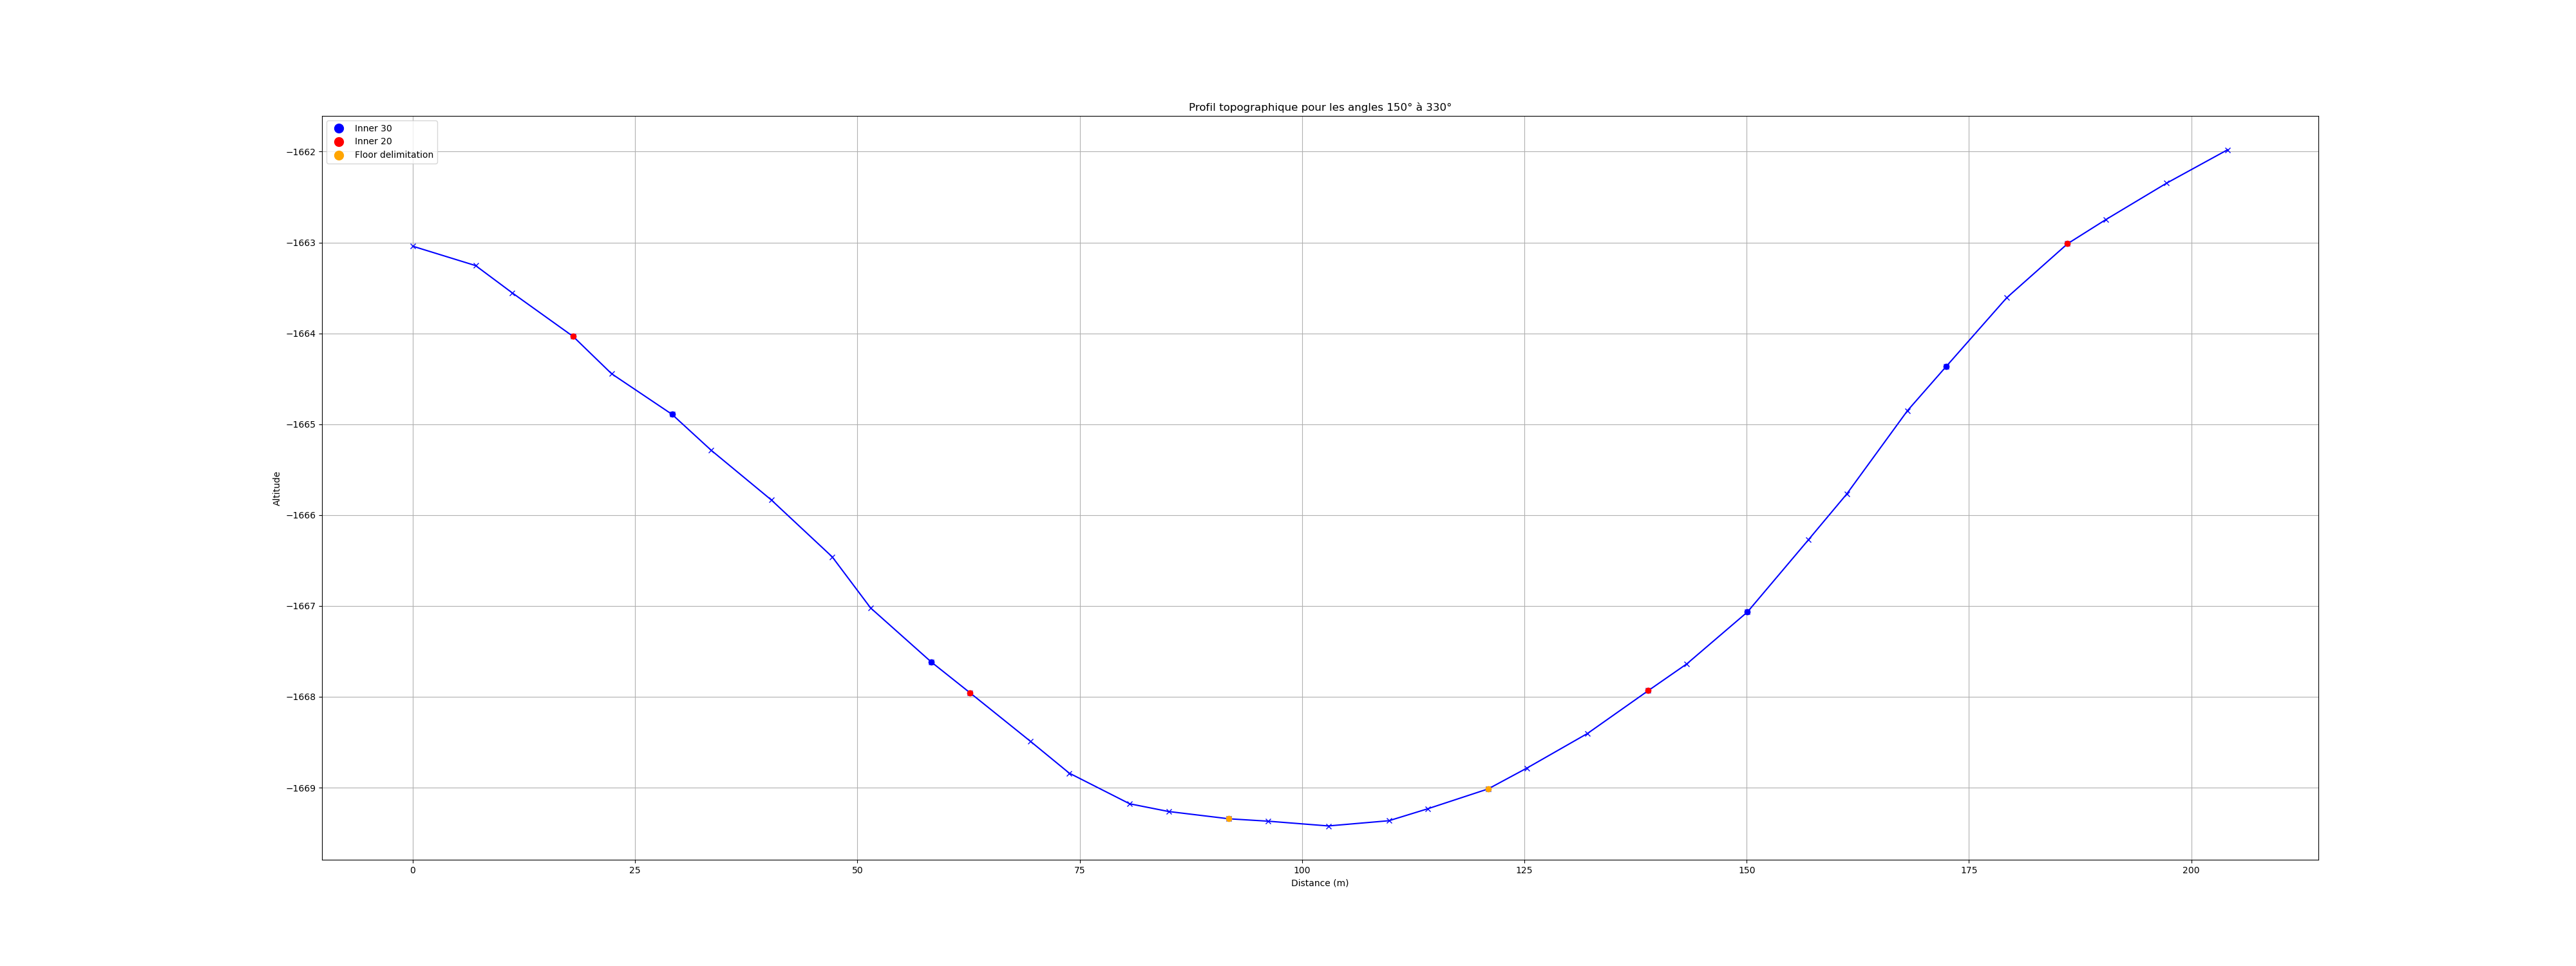 Profil topographique pour les angles 150° à 330°
Inner 30
Inner 20
Floor delimitation
−1662
−1663
−1664
−1665
−1666
−1667
−1668
−1669
Altitude
0 25 50 75 100 125 150 175 200
Distance (m)